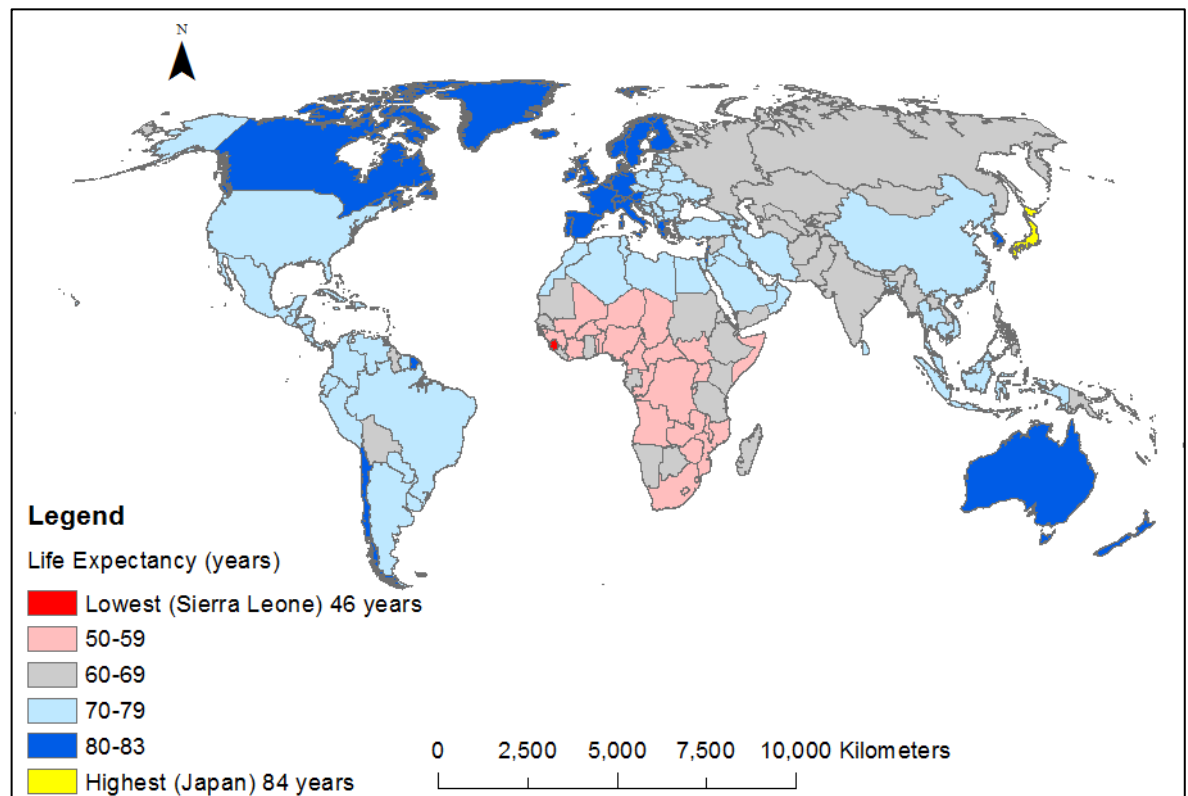 N
Legend
Life Expectancy (years)
Lowest (Sierra Leone) 46 years
50-59
60-69
70-79
80-83
Highest (Japan) 84 years
0 2,500 5,000 7,500 10,000 Kilometers